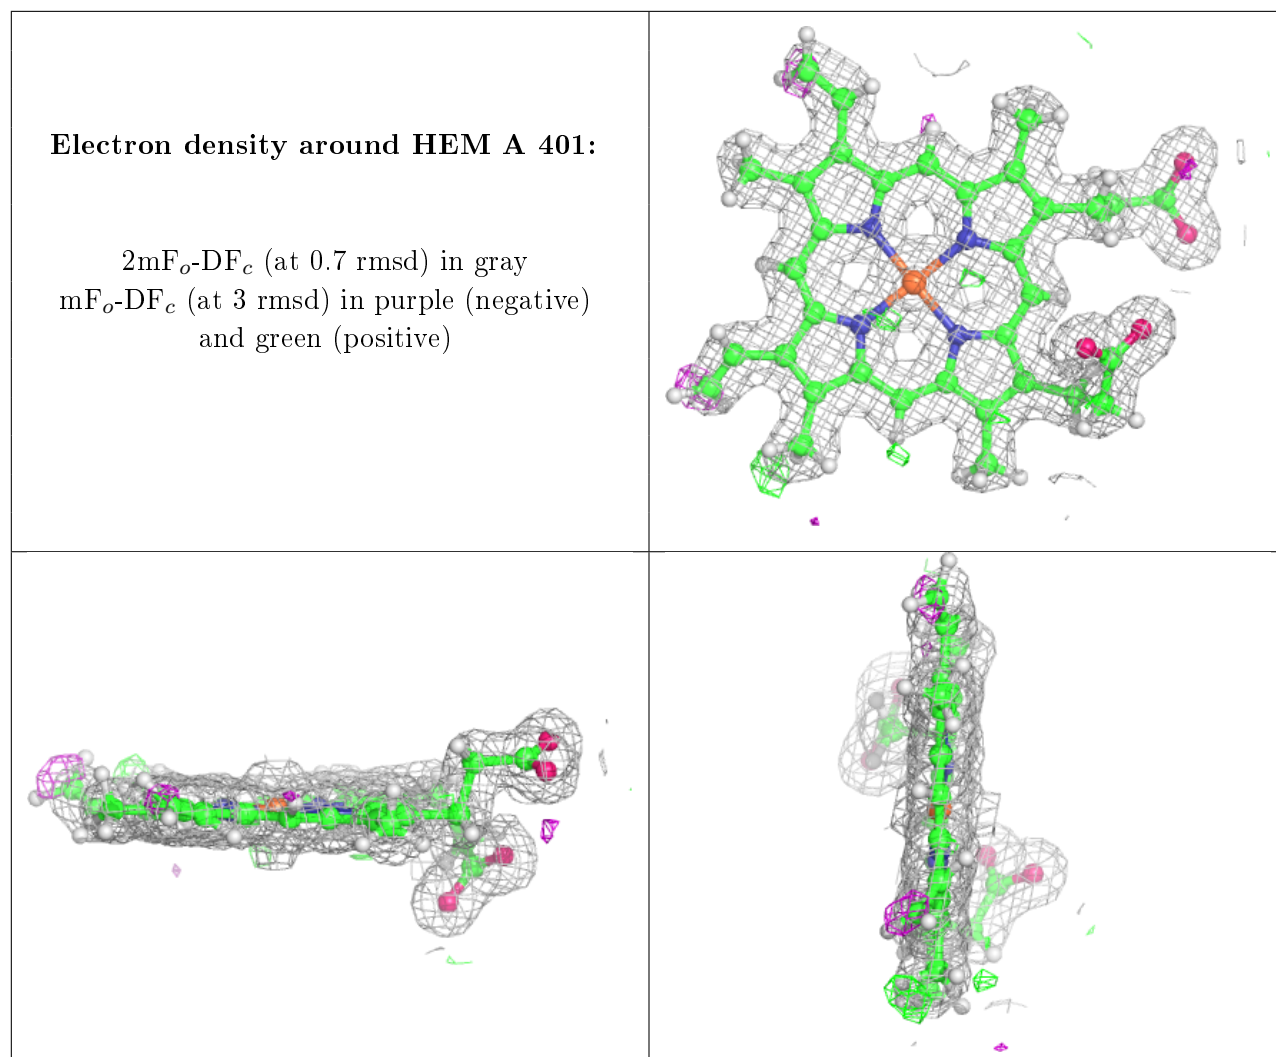 Electron density around HEM A 401:
2mFo-DFc (at 0.7 rmsd) in gray
mFo-DFc (at 3 rmsd) in purple (negative)
and green (positive)